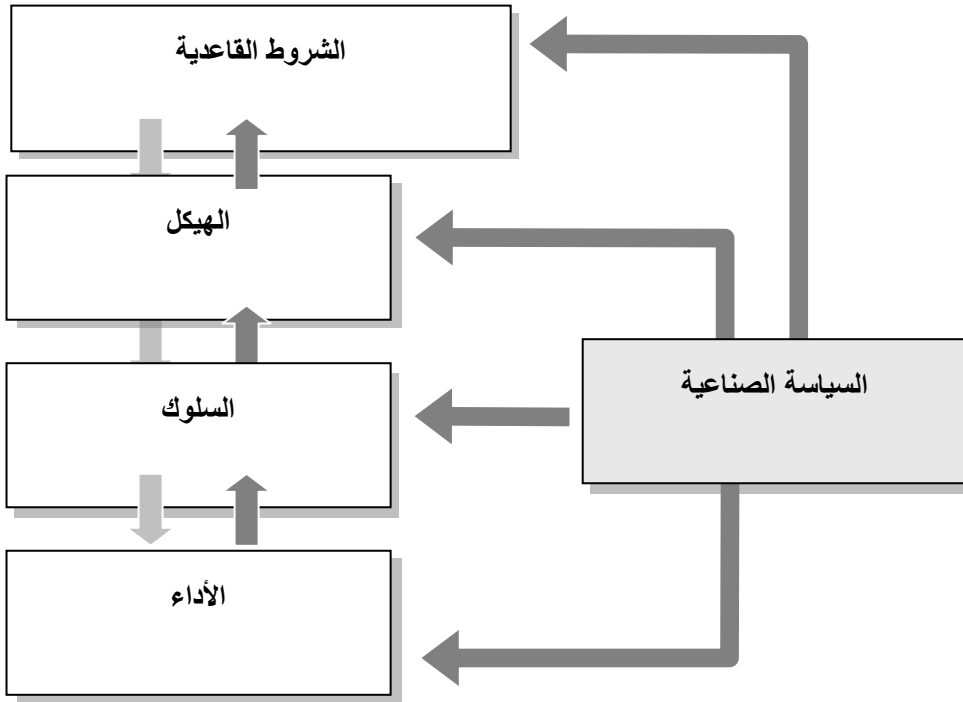 الشروط القاعدية
الهيكل
السياسة الصناعية
السلوك
الأداء